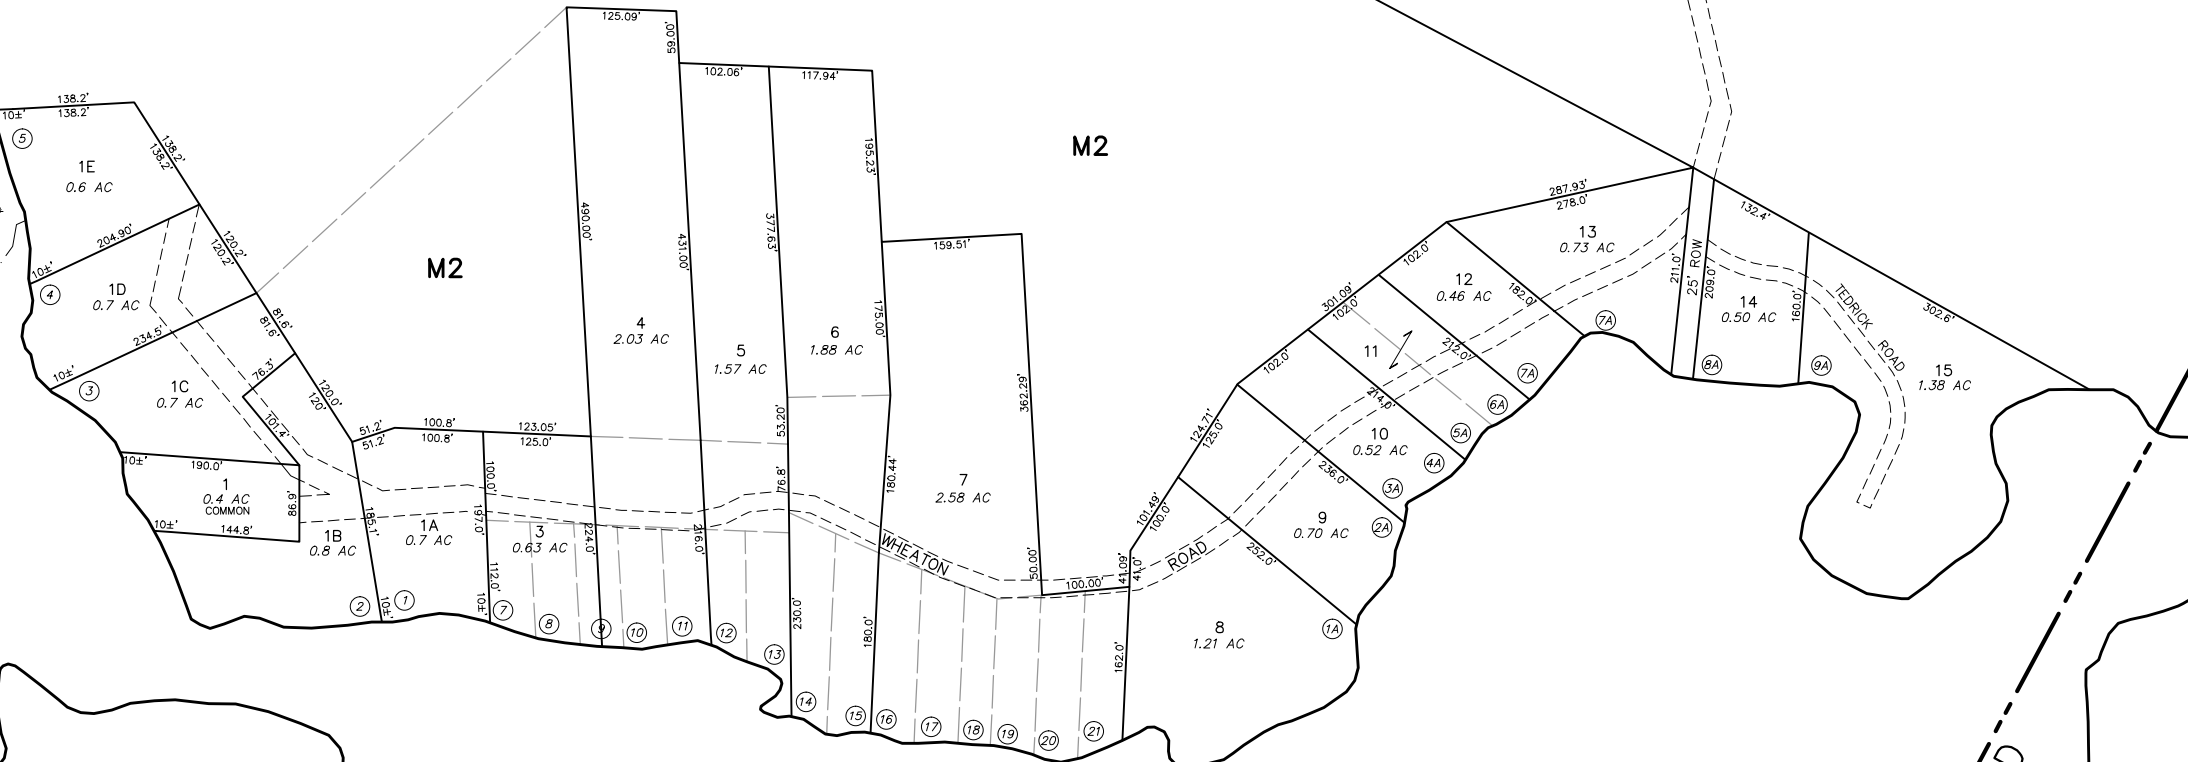 125.09'
59.00'
102.06'
117.94'
138.2'
10±'
138.2'
5
138.2'
138.2'
1E
0.6 AC
204.90'
10±'
4
120.2'
120.2'
1D
0.7 AC
234.5'
10±'
3
81.6'
81.6'
76.3'
1C
0.7 AC
101.4'
120.0'
120'
M2
490.00'
431.00'
377.63'
195.23'
175.00'
4
2.03 AC
5
1.57 AC
6
1.88 AC
159.51'
362.29'
M2
51.2'
51.2'
100.8'
100.8'
123.05'
125.0'
53.20'
76.8'
180.44'
10±'
190.0'
1
0.4 AC
COMMON
86.9'
10±'
144.8'
1B
0.8 AC
185.1'
1A
0.7 AC
100.0'
197.0'
112.0'
10±'
10±'
3
0.63 AC
224.0'
216.0'
230.0'
180.0'
7
2.58 AC
50.00'
100.00'
WHEATON
ROAD
41.09'
41.0'
162.0'
2
1
7
8
9
10
11
12
13
14
15
16
17
18
19
20
21
8
1.21 AC
1A
101.49'
100.0'
252.0'
9
0.70 AC
2A
124.71'
125.0'
236.0'
3A
10
0.52 AC
4A
102.0'
214.0'
5A
301.09'
102.0'
11
6A
212.0'
7A
102.0'
12
0.46 AC
182.0'
7A
287.93'
278.0'
13
0.73 AC
211.0'
25' ROW
209.0'
132.4'
14
0.50 AC
160.0'
8A
9A
TEDRICK
ROAD
302.6'
15
1.38 AC
D